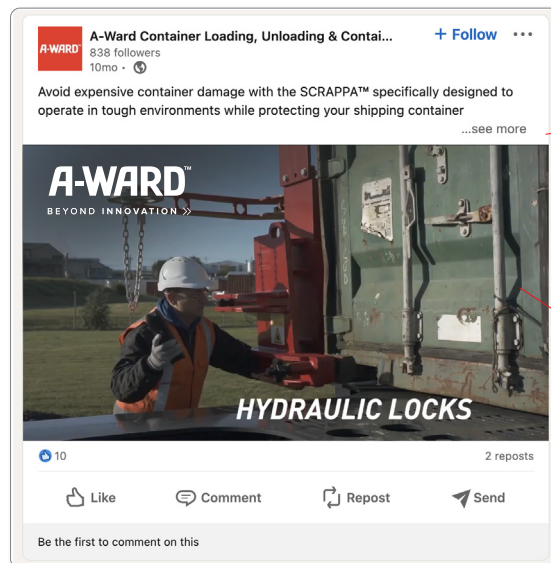 A-WARD
A-Ward Container Loading, Unloading & Contai...
+ Follow
838 followers
10mo •
Avoid expensive container damage with the SCRAPPA™ specifically designed to
operate in tough environments while protecting your shipping container
...see more
A-WARD™
BEYOND INNOVATION >>
HYDRAULIC LOCKS
10
2 reposts
Like
Comment
Repost
Send
Be the first to comment on this